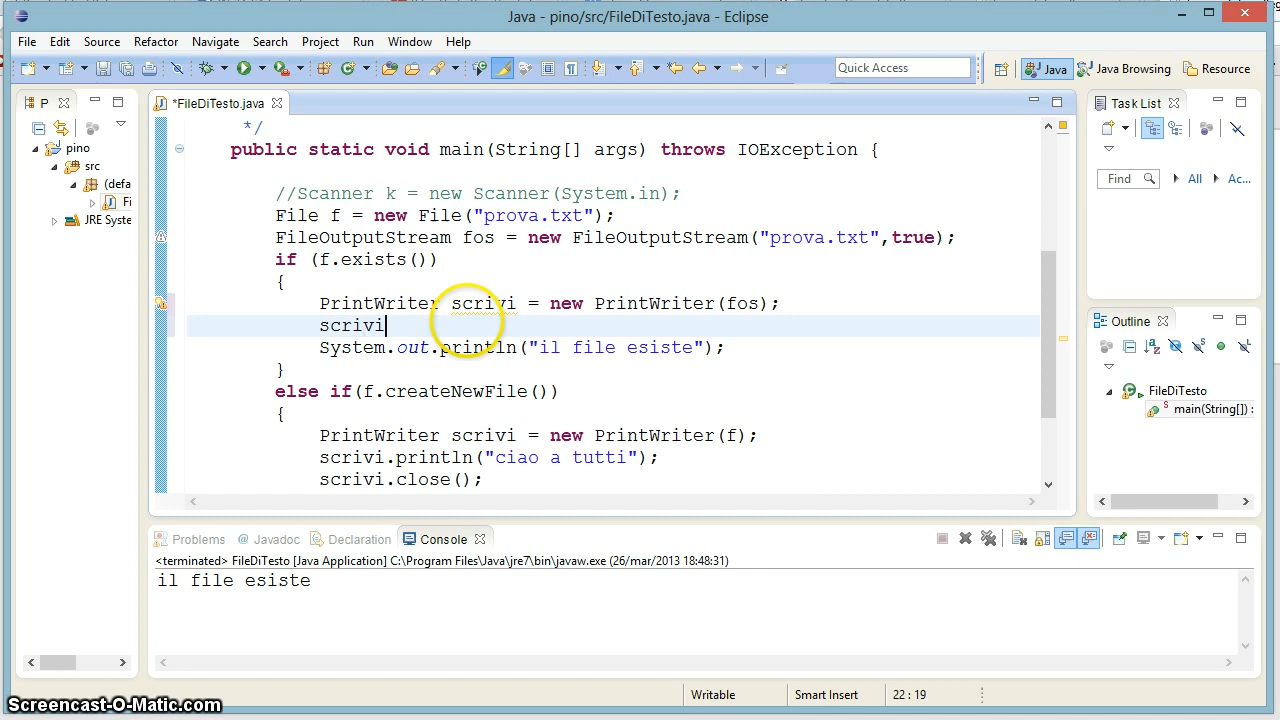 Java - pino/src/FileDiTesto.java - Eclipse
File Edit Source Refactor Navigate Search Project Run Window Help
Quick Access
Java
Java Browsing
Resource
P
pino
src
(defa
Fi
JRE Syste
*FileDiTesto.java
*/
public static void main(String[] args) throws IOException {
//Scanner k = new Scanner(System.in);
File f = new File("prova.txt");
FileOutputStream fos = new FileOutputStream("prova.txt",true);
if (f.exists())
{
PrintWriter scrivi = new PrintWriter(fos);
scrivi
System.out.println("il file esiste");
}
else if(f.createNewFile())
{
PrintWriter scrivi = new PrintWriter(f);
scrivi.println("ciao a tutti");
scrivi.close();
Task List
Find
All
Ac...
Outline
FileDiTesto
main(String[]) :
Problems
@ Javadoc
Console
<terminated> FileDiTesto [Java Application] C:\Program Files\Java\jre7\bin\javaw.exe (26/mar/2013 18:48:31)
il file esiste
Writable
Smart Insert
22 : 19
Screencast-O-Matic.com